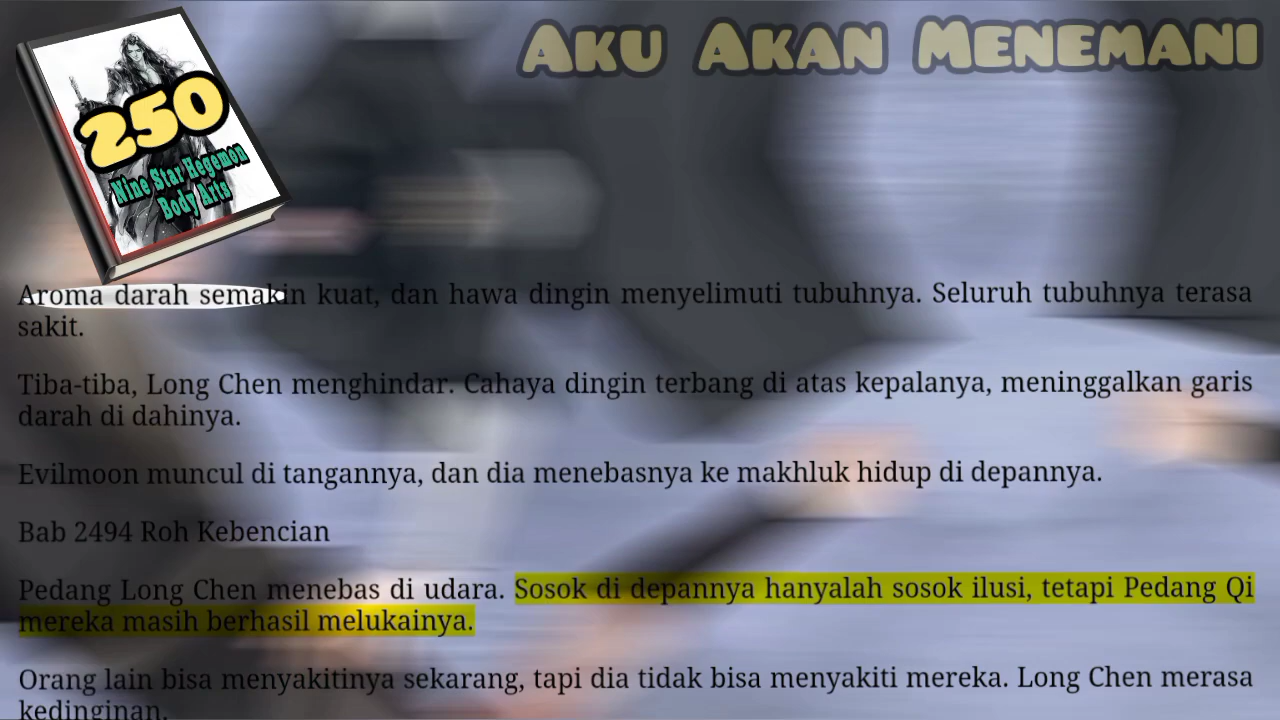 Aku Akan Menemani
250
Nine Star Hegemon
Body Arts
Aroma darah semakin kuat, dan hawa dingin menyelimuti tubuhnya. Seluruh tubuhnya terasa
sakit.
Tiba-tiba, Long Chen menghindar. Cahaya dingin terbang di atas kepalanya, meninggalkan garis
darah di dahinya.
Evilmoon muncul di tangannya, dan dia menebasnya ke makhluk hidup di depannya.
Bab 2494 Roh Kebencian
Pedang Long Chen menebas di udara. Sosok di depannya hanyalah sosok ilusi, tetapi Pedang Qi
mereka masih berhasil melukainya.
Orang lain bisa menyakitinya sekarang, tapi dia tidak bisa menyakiti mereka. Long Chen merasa
kedinginan.